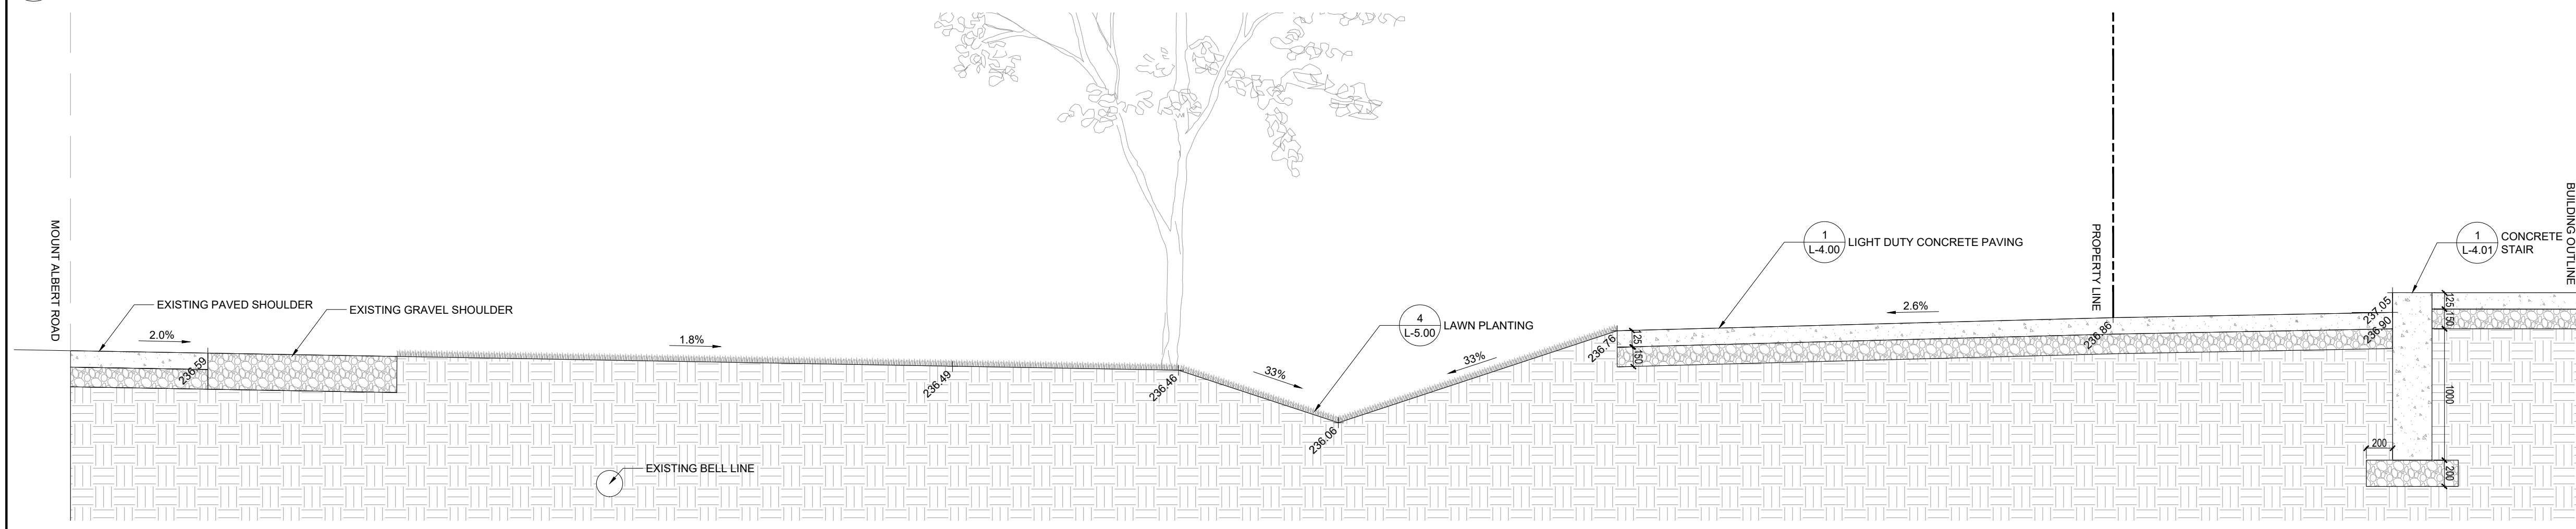 MOUNT ALBERT ROAD
EXISTING PAVED SHOULDER
2.0%
236.59
EXISTING GRAVEL SHOULDER
1.8%
EXISTING BELL LINE
236.49
236.46
33%
236.06
4
L-5.00
LAWN PLANTING
33%
236.76
125
150
1
L-4.00
LIGHT DUTY CONCRETE PAVING
2.6%
PROPERTY LINE
236.86
237.05
236.90
1
L-4.01
CONCRETE
STAIR
125
150
1000
200
200
BUILDING OUTLINE